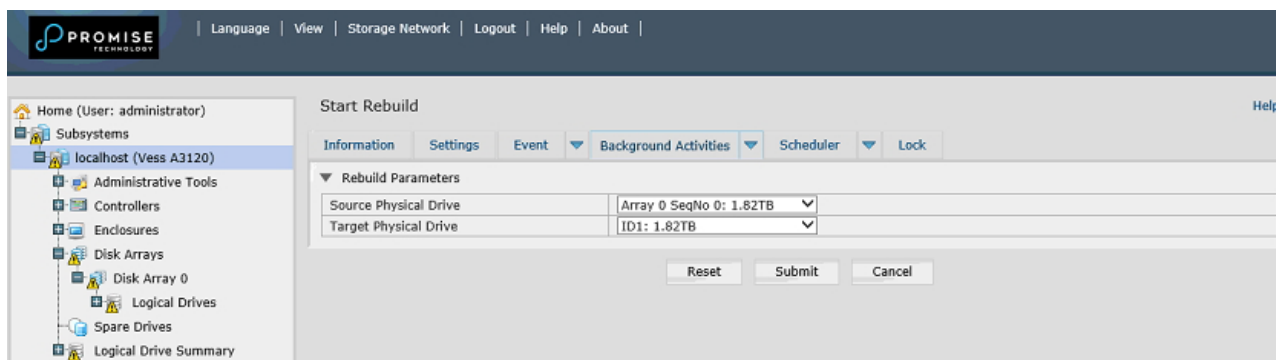 PROMISE
TECHNOLOGY
| Language | View | Storage Network | Logout | Help | About |
Home (User: administrator)
Subsystems
localhost (Vess A3120)
Administrative Tools
Controllers
Enclosures
Disk Arrays
Disk Array 0
Logical Drives
Spare Drives
Logical Drive Summary
Start Rebuild
Help
Information Settings Event Background Activities Scheduler Lock
Rebuild Parameters
Source Physical Drive Array 0 SeqNo 0: 1.82TB
Target Physical Drive ID1: 1.82TB
Reset Submit Cancel